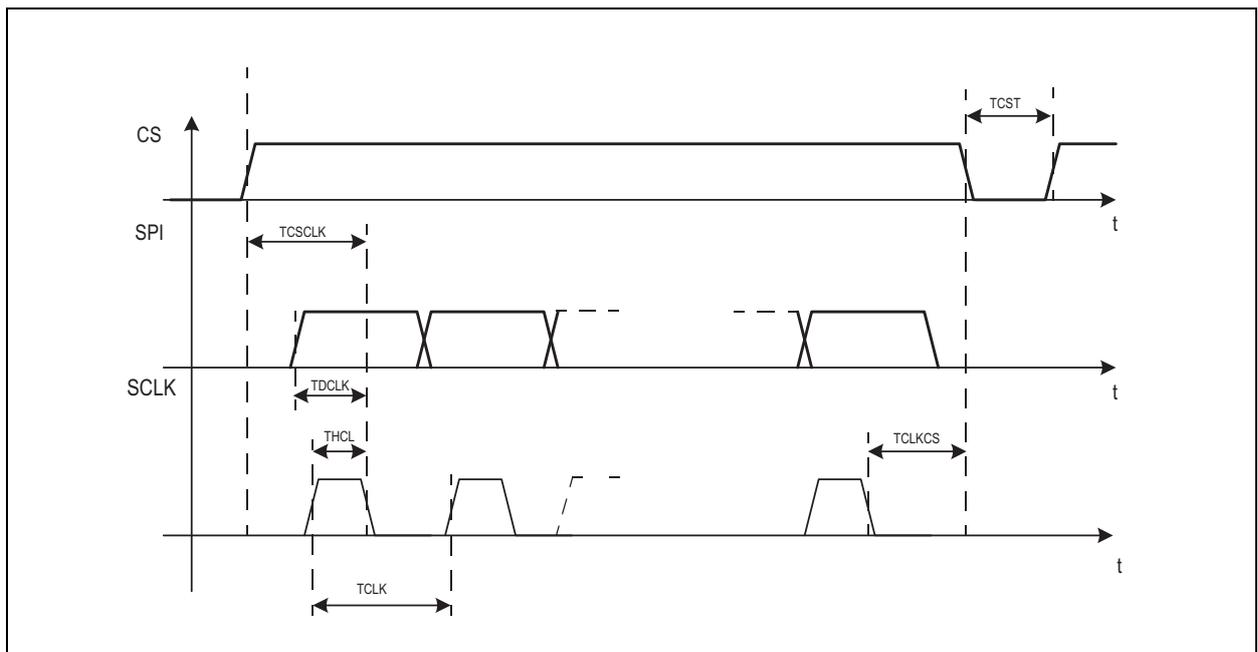 TCST
CS
t
SPI
TCSCLK
SCLK
TDCLK
t
THCL
TCLKCS
t
TCLK